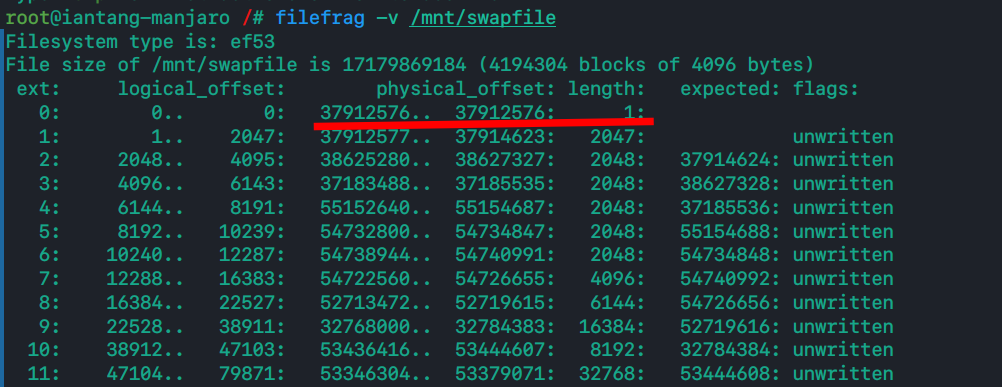 root@iantang-manjaro /# filefrag -v /mnt/swapfile
Filesystem type is: ef53
File size of /mnt/swapfile is 17179869184 (4194304 blocks of 4096 bytes)
ext: logical_offset: physical_offset: length: expected: flags:
0: 0.. 0: 37912576.. 37912576: 1:
1: 1.. 2047: 37912577.. 37914623: 2047: unwritten
2: 2048.. 4095: 38625280.. 38627327: 2048: 37914624: unwritten
3: 4096.. 6143: 37183488.. 37185535: 2048: 38627328: unwritten
4: 6144.. 8191: 55152640.. 55154687: 2048: 37185536: unwritten
5: 8192.. 10239: 54732800.. 54734847: 2048: 55154688: unwritten
6: 10240.. 12287: 54738944.. 54740991: 2048: 54734848: unwritten
7: 12288.. 16383: 54722560.. 54726655: 4096: 54740992: unwritten
8: 16384.. 22527: 52713472.. 52719615: 6144: 54726656: unwritten
9: 22528.. 38911: 32768000.. 32784383: 16384: 52719616: unwritten
10: 38912.. 47103: 53436416.. 53444607: 8192: 32784384: unwritten
11: 47104.. 79871: 53346304.. 53379071: 32768: 53444608: unwritten